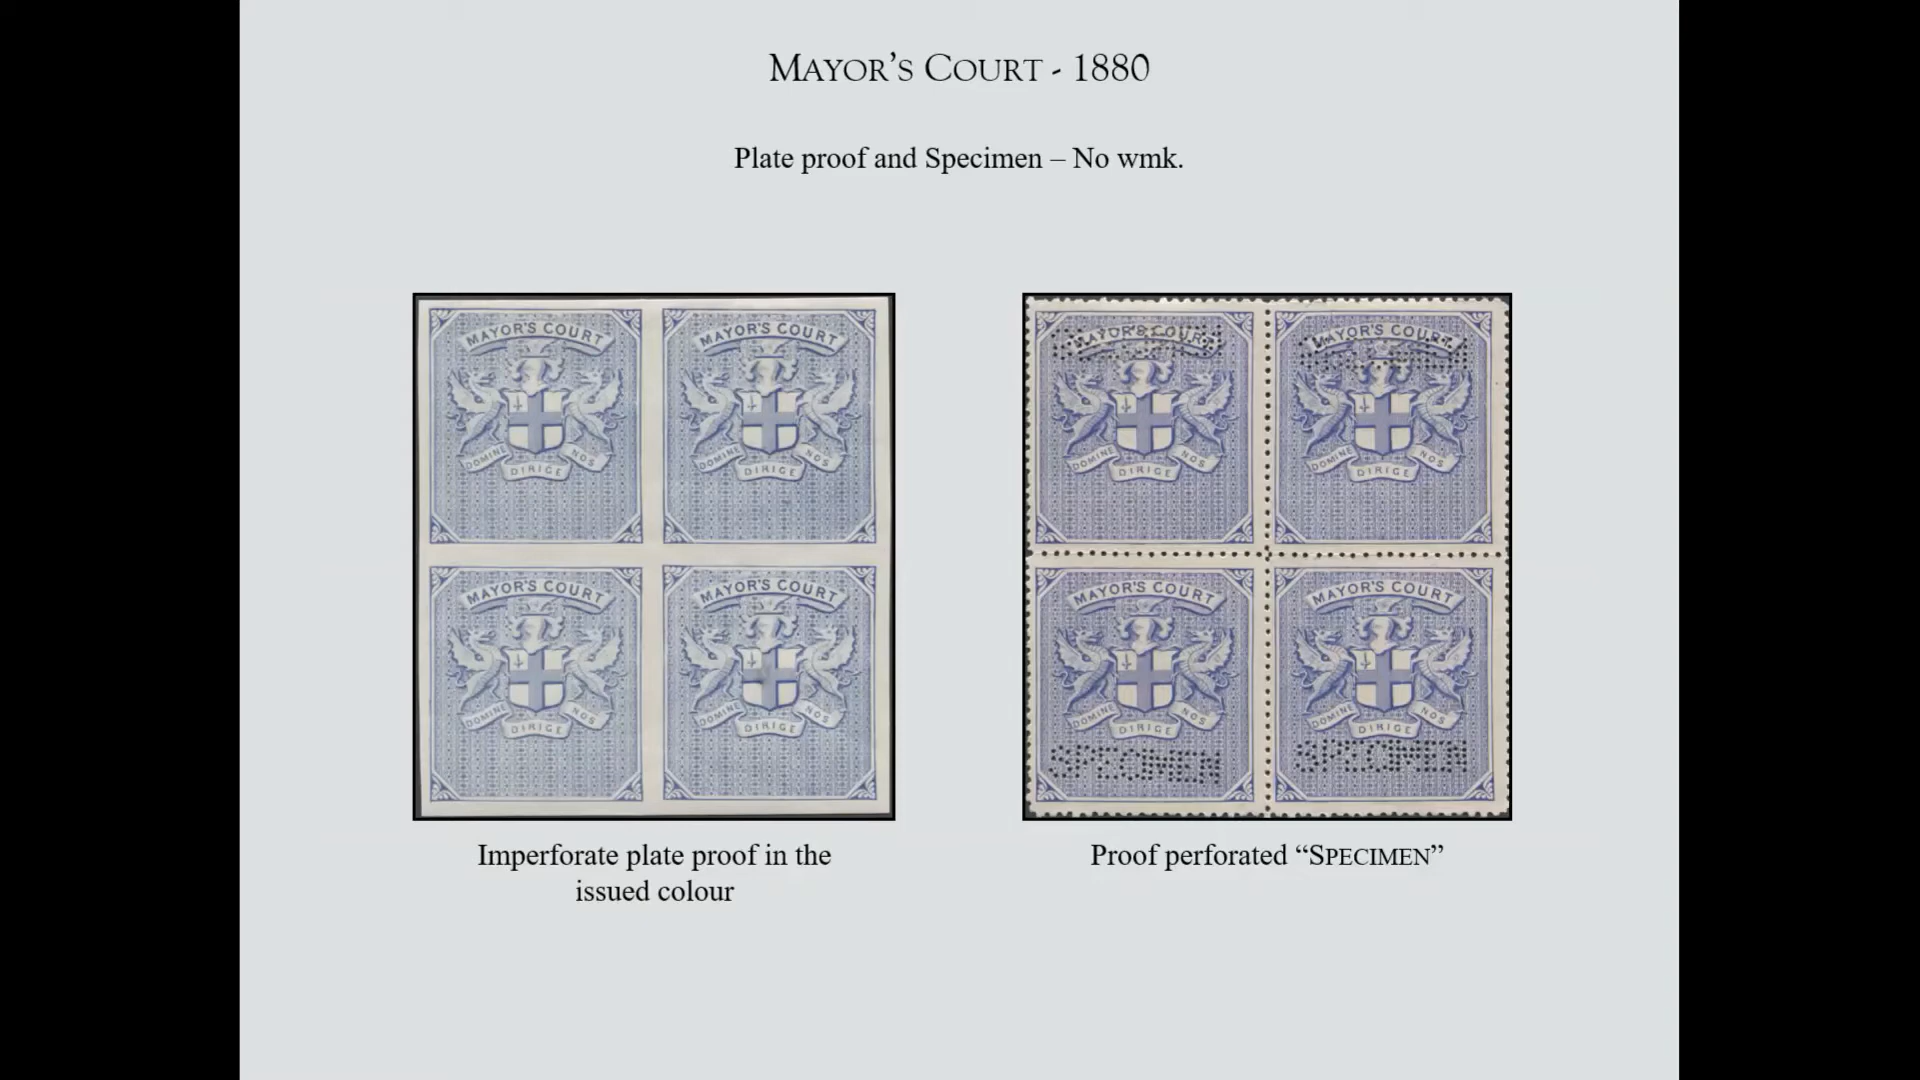 MAYOR'S COURT - 1880
Plate proof and Specimen – No wmk.
MAYOR'S COURT
DOMINE DIRIGE NOS
MAYOR'S COURT
DOMINE DIRIGE NOS
MAYOR'S COURT
DOMINE DIRIGE NOS
MAYOR'S COURT
DOMINE DIRIGE NOS
MAYOR'S COURT
DOMINE DIRIGE NOS
MAYOR'S COURT
DOMINE DIRIGE NOS
MAYOR'S COURT
DOMINE DIRIGE NOS
SPECIMEN
MAYOR'S COURT
DOMINE DIRIGE NOS
SPECIMEN
Imperforate plate proof in the
issued colour
Proof perforated “SPECIMEN”